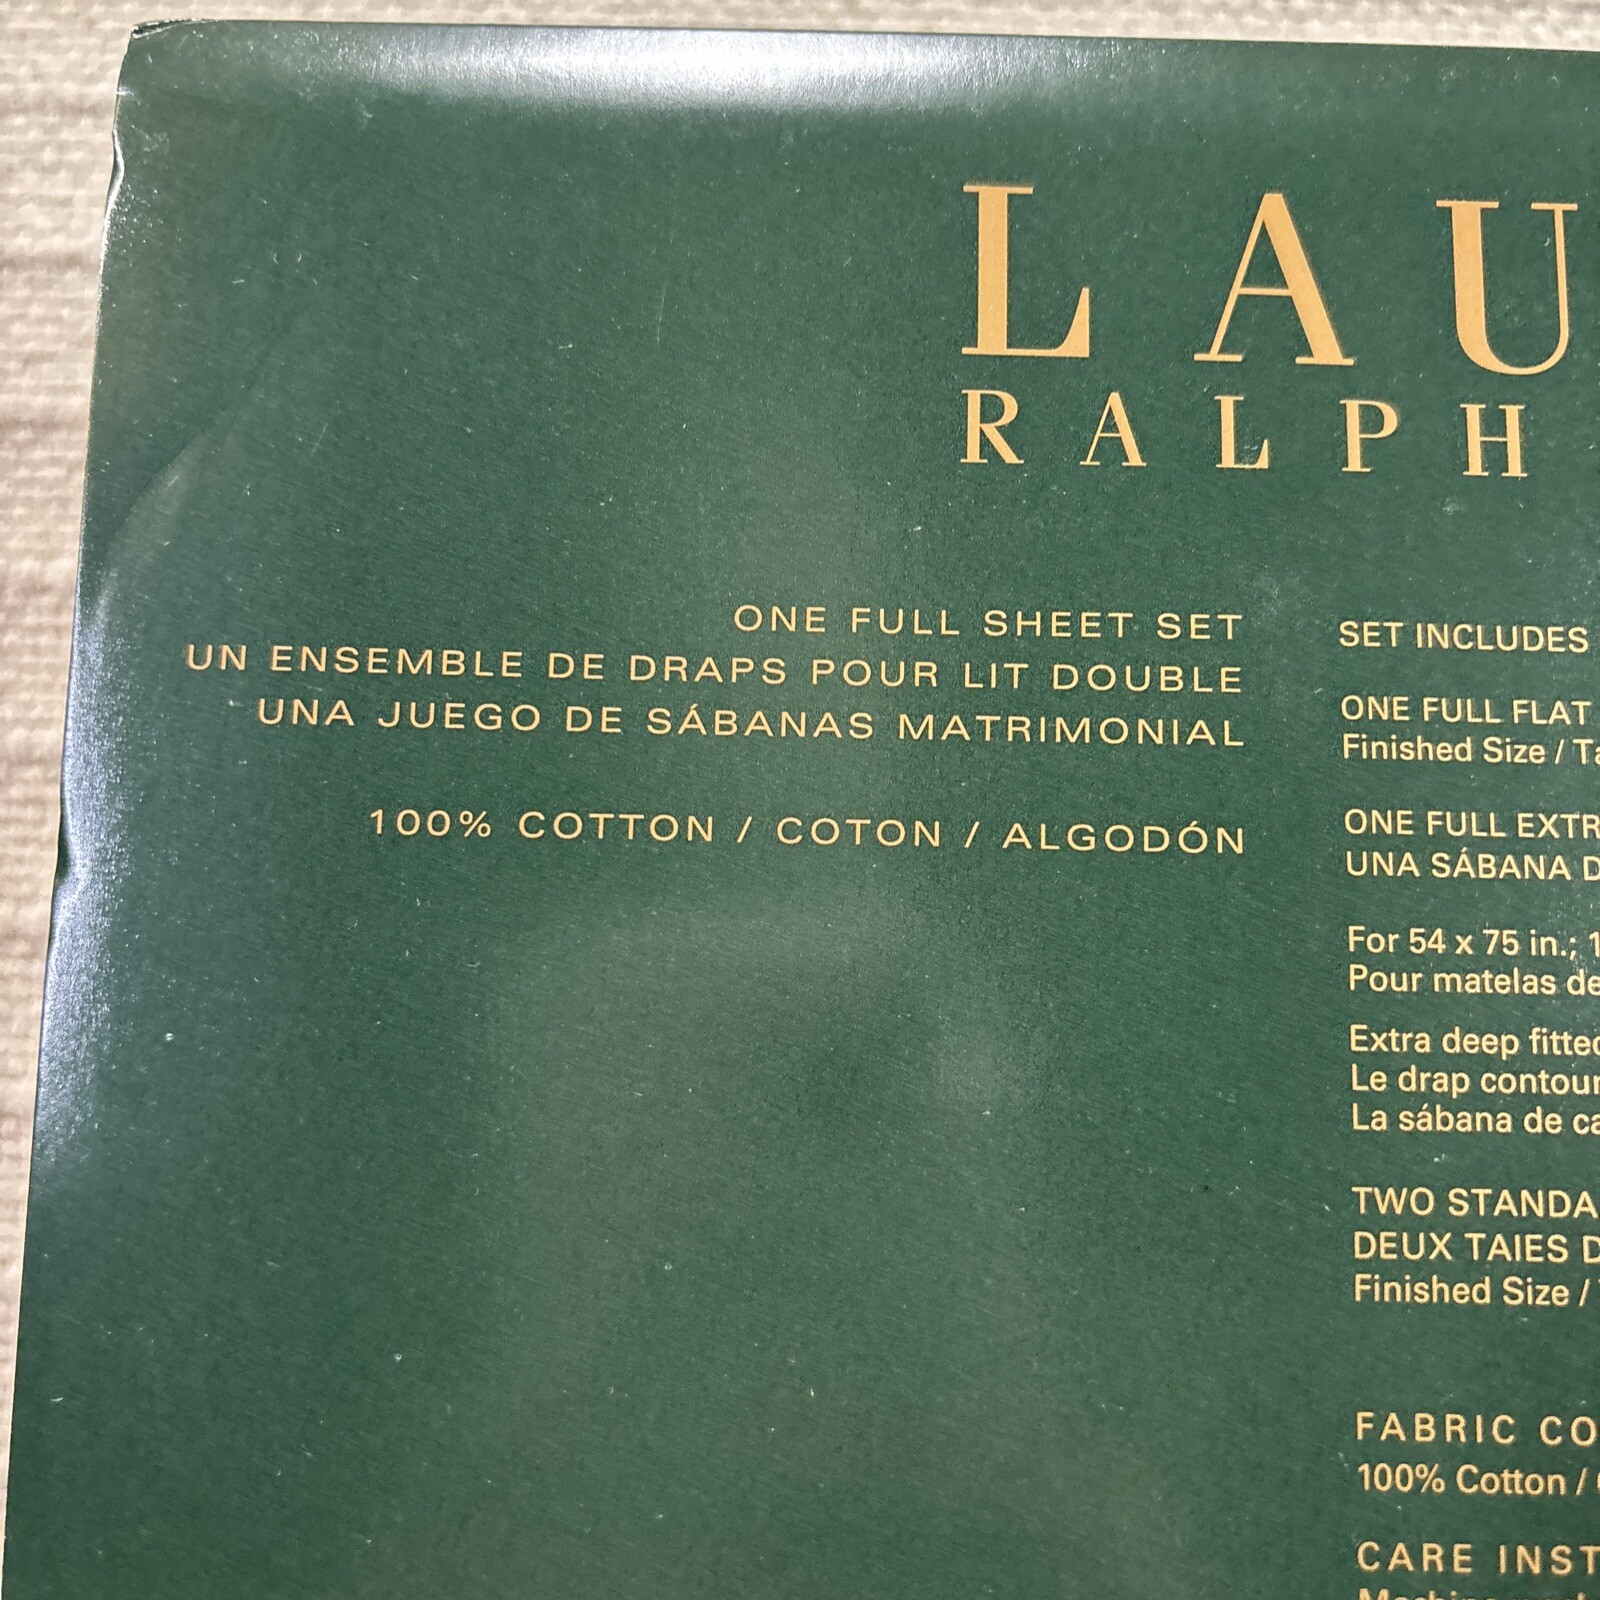 LAU
RALPH
ONE FULL SHEET SET
UN ENSEMBLE DE DRAPS POUR LIT DOUBLE
UNA JUEGO DE SÁBANAS MATRIMONIAL
100% COTTON / COTON / ALGODÓN
SET INCLUDES
ONE FULL FLAT
Finished Size / Ta
ONE FULL EXTR
UNA SÁBANA D
For 54 x 75 in.; 1
Pour matelas de
Extra deep fitted
Le drap contour
La sábana de ca
TWO STANDA
DEUX TAIES D
Finished Size /
FABRIC CO
100% Cotton /
CARE INST